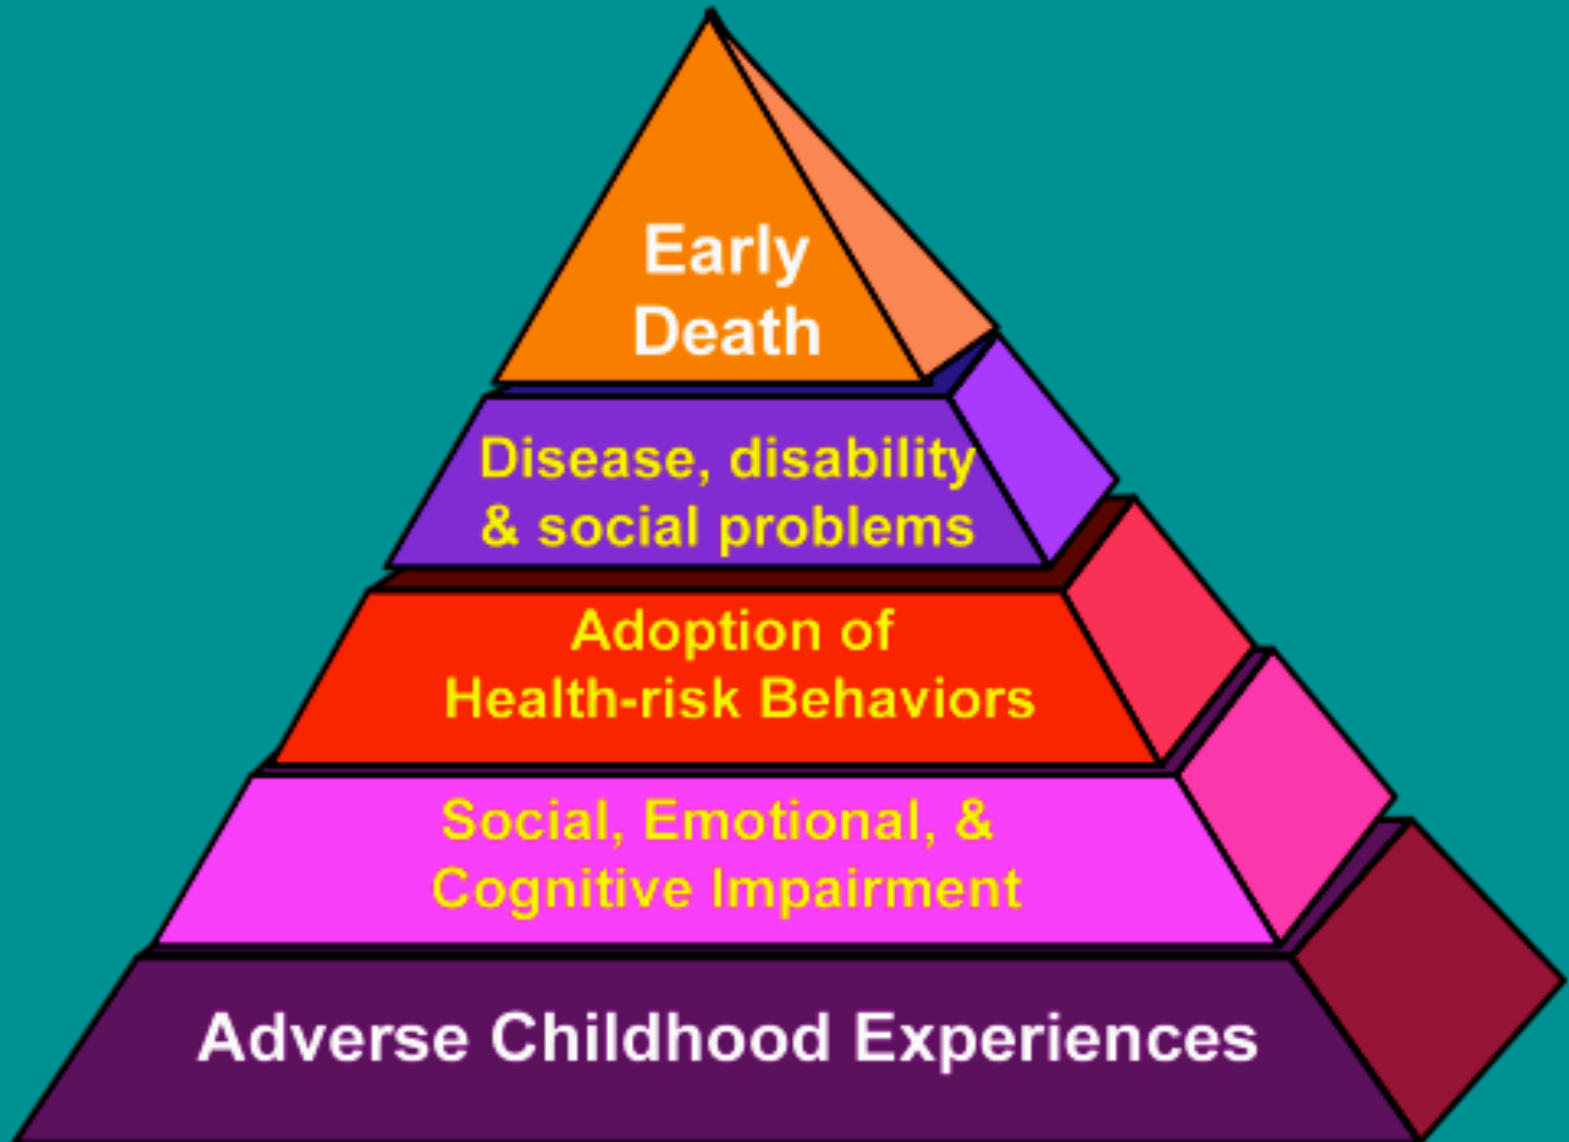 Early
Death
Disease, disability
& social problems
Adoption of
Health-risk Behaviors
Social, Emotional, &
Cognitive Impairment
Adverse Childhood Experiences